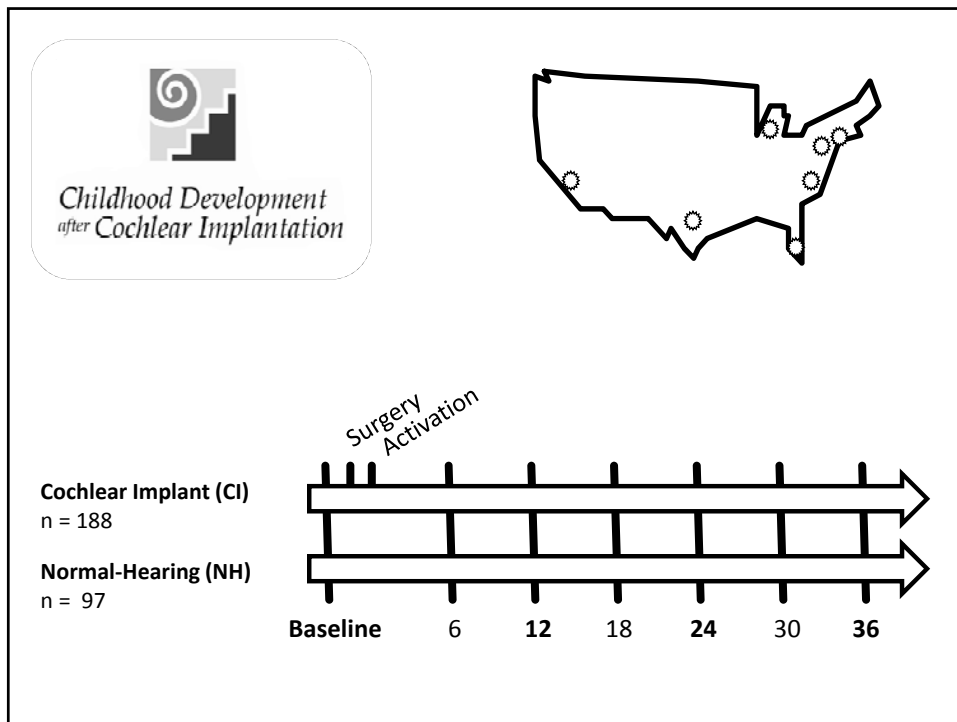 Childhood Development
after Cochlear Implantation
Surgery
Activation
Cochlear Implant (CI)
n = 188
Normal-Hearing (NH)
n = 97
Baseline 6 12 18 24 30 36